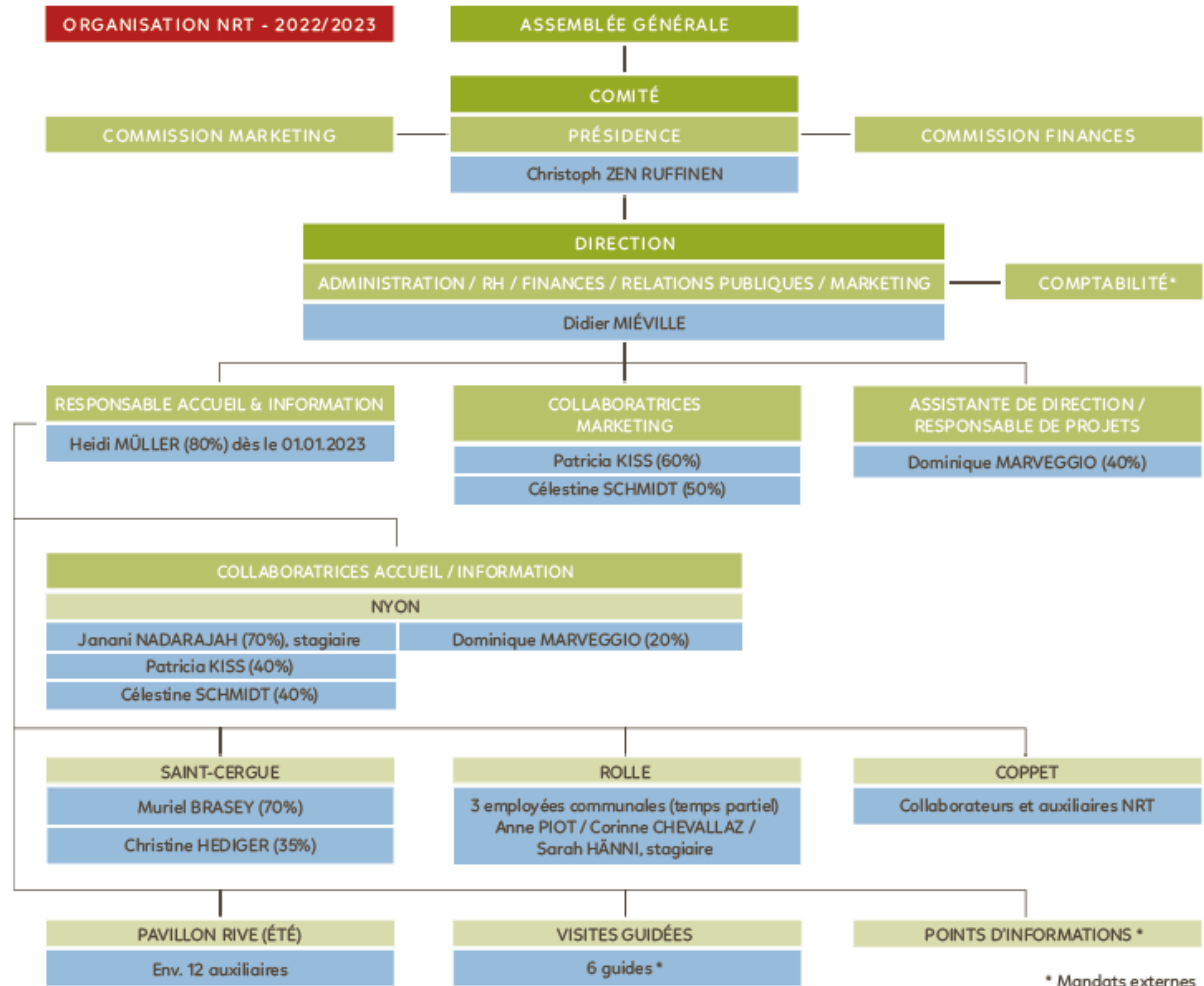 ORGANISATION NRT - 2022/2023
ASSEMBLÉE GÉNÉRALE
COMITÉ
COMMISSION MARKETING
PRÉSIDENCE
COMMISSION FINANCES
Christoph ZEN RUFFINEN
DIRECTION
ADMINISTRATION / RH / FINANCES / RELATIONS PUBLIQUES / MARKETING
COMPTABILITÉ*
Didier MIÉVILLE
RESPONSABLE ACCUEIL & INFORMATION
Heidi MÜLLER (80%) dès le 01.01.2023
COLLABORATRICES
MARKETING
Patricia KISS (60%)
Célestine SCHMIDT (50%)
ASSISTANTE DE DIRECTION /
RESPONSABLE DE PROJETS
Dominique MARVEGGIO (40%)
COLLABORATRICES ACCUEIL / INFORMATION
NYON
Janani NADARAJAH (70%), stagiaire
Dominique MARVEGGIO (20%)
Patricia KISS (40%)
Célestine SCHMIDT (40%)
SAINT-CERGUE
Muriel BRASEY (70%)
Christine HEDIGER (35%)
ROLLE
3 employées communales (temps partiel)
Anne PIOT / Corinne CHEVALLAZ /
Sarah HÄNNI, stagiaire
COPPET
Collaborateurs et auxiliaires NRT
PAVILLON RIVE (ÉTÉ)
Env. 12 auxiliaires
VISITES GUIDÉES
6 guides *
POINTS D'INFORMATIONS *
* Mandats externes